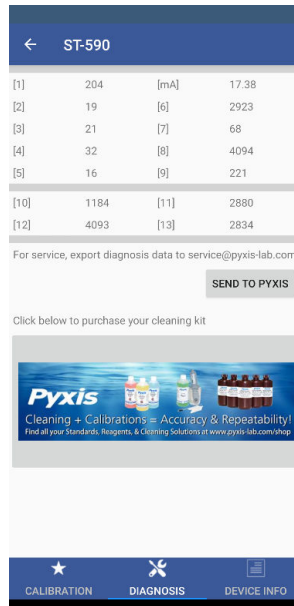 ST-590
[1] 204 [mA] 17.38
[2] 19 [6] 2923
[3] 21 [7] 68
[4] 32 [8] 4094
[5] 16 [9] 221
[10] 1184 [11] 2880
[12] 4093 [13] 2834
For service, export diagnosis data to service@pyxis-lab.com
SEND TO PYXIS
Click below to purchase your cleaning kit
Pyxis
Cleaning + Calibrations = Accuracy & Repeatability!
Find all your Standards, Reagents, & Cleaning Solutions at www.pyxis-lab.com/shop
CALIBRATION DIAGNOSIS DEVICE INFO